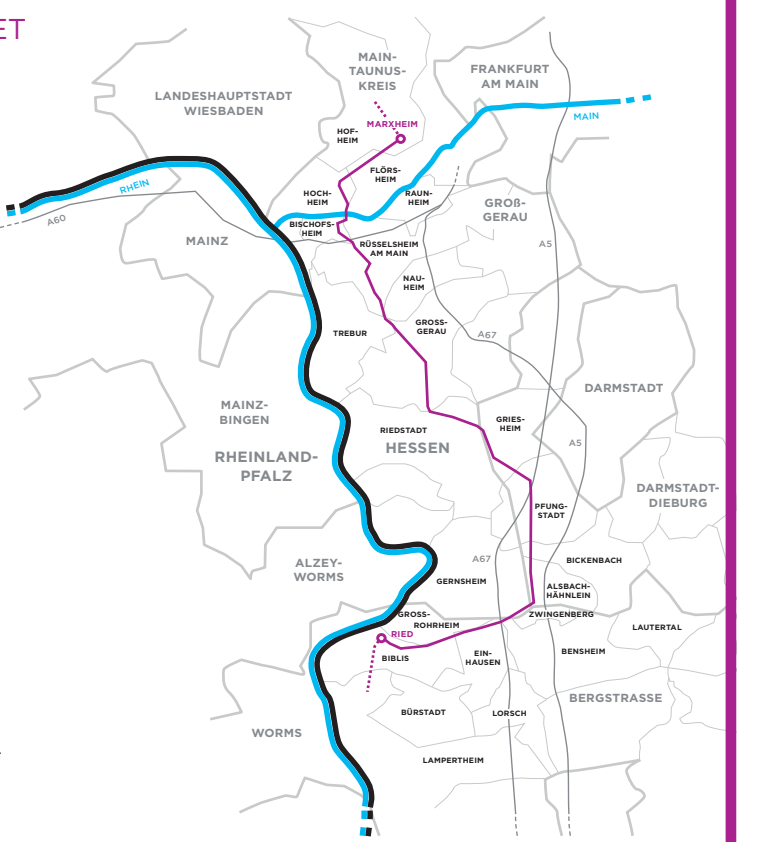 ET
MAIN-
TAUNUS-
KREIS
FRANKFURT
AM MAIN
LANDESHAUPTSTADT
WIESBADEN
MAIN
MARXHEIM
HOF-
HEIM
FLÖRS-
HEIM
RHEIN
HOCH-
HEIM
RAUN-
HEIM
GROß-
GERAU
A60
BISCHOFS-
HEIM
MAINZ
RÜSSELSHEIM
AM MAIN
A5
NAU-
HEIM
TREBUR
GROSS-
GERAU
A67
DARMSTADT
MAINZ-
BINGEN
GRIES-
HEIM
RIEDSTADT
HESSEN
A5
RHEINLAND-
PFALZ
DARMSTADT-
DIEBURG
PFUNG-
STADT
A67
BICKENBACH
ALZEY-
WORMS
GERNSHEIM
ALSBACH-
HÄHNLEIN
GROSS-
ROHRHEIM
ZWINGENBERG
LAUTERTAL
RIED
BIBLIS
EIN-
HAUSEN
BENSHEIM
BERGSTRASSE
BÜRSTADT
LORSCH
WORMS
LAMPERTHEIM